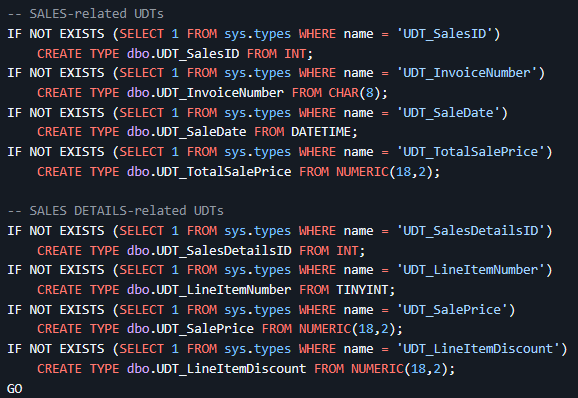 -- SALES-related UDTs
IF NOT EXISTS (SELECT 1 FROM sys.types WHERE name = 'UDT_SalesID')
    CREATE TYPE dbo.UDT_SalesID FROM INT;
IF NOT EXISTS (SELECT 1 FROM sys.types WHERE name = 'UDT_InvoiceNumber')
    CREATE TYPE dbo.UDT_InvoiceNumber FROM CHAR(8);
IF NOT EXISTS (SELECT 1 FROM sys.types WHERE name = 'UDT_SaleDate')
    CREATE TYPE dbo.UDT_SaleDate FROM DATETIME;
IF NOT EXISTS (SELECT 1 FROM sys.types WHERE name = 'UDT_TotalSalePrice')
    CREATE TYPE dbo.UDT_TotalSalePrice FROM NUMERIC(18,2);

-- SALES DETAILS-related UDTs
IF NOT EXISTS (SELECT 1 FROM sys.types WHERE name = 'UDT_SalesDetailsID')
    CREATE TYPE dbo.UDT_SalesDetailsID FROM INT;
IF NOT EXISTS (SELECT 1 FROM sys.types WHERE name = 'UDT_LineItemNumber')
    CREATE TYPE dbo.UDT_LineItemNumber FROM TINYINT;
IF NOT EXISTS (SELECT 1 FROM sys.types WHERE name = 'UDT_SalePrice')
    CREATE TYPE dbo.UDT_SalePrice FROM NUMERIC(18,2);
IF NOT EXISTS (SELECT 1 FROM sys.types WHERE name = 'UDT_LineItemDiscount')
    CREATE TYPE dbo.UDT_LineItemDiscount FROM NUMERIC(18,2);
GO